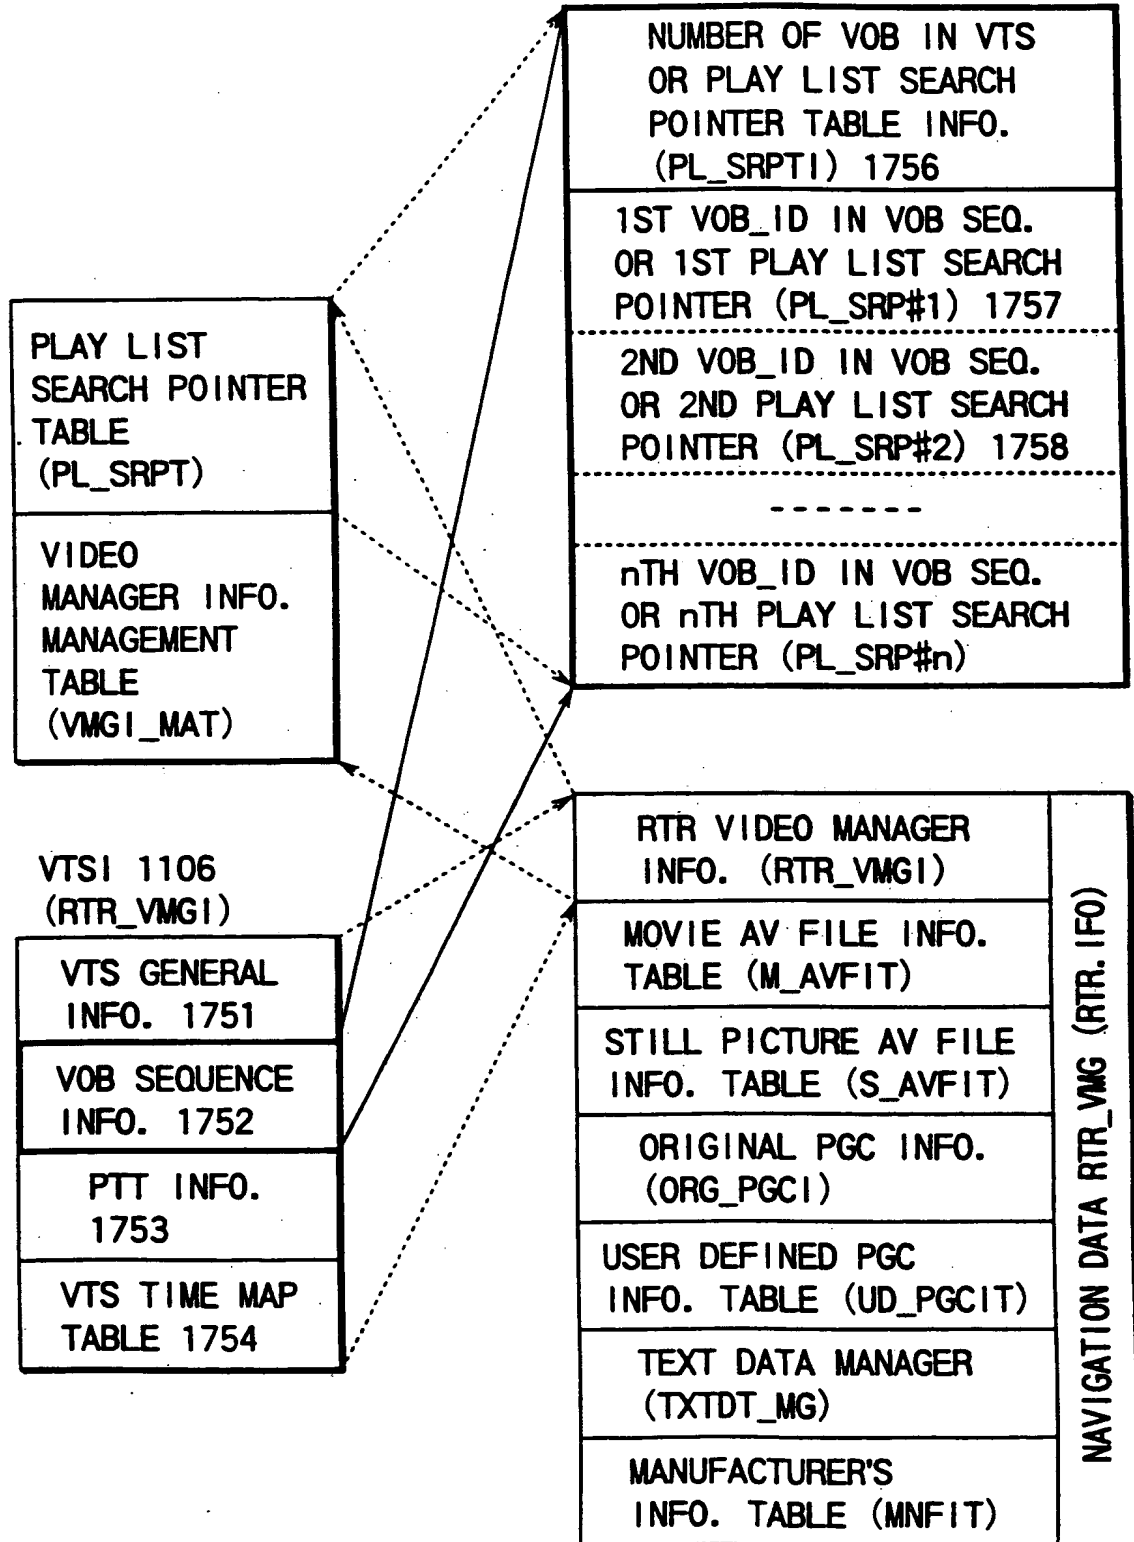 NUMBER OF VOB IN VTS
OR PLAY LIST SEARCH
POINTER TABLE INFO.
(PL_SRPTI) 1756
1ST VOB_ID IN VOB SEQ.
OR 1ST PLAY LIST SEARCH
POINTER (PL_SRP#1) 1757
2ND VOB_ID IN VOB SEQ.
OR 2ND PLAY LIST SEARCH
POINTER (PL_SRP#2) 1758
-------
nTH VOB_ID IN VOB SEQ.
OR nTH PLAY LIST SEARCH
POINTER (PL_SRP#n)
PLAY LIST
SEARCH POINTER
TABLE
(PL_SRPT)
VIDEO
MANAGER INFO.
MANAGEMENT
TABLE
(VMGI_MAT)
VTSI 1106
(RTR_VMGI)
VTS GENERAL
INFO. 1751
VOB SEQUENCE
INFO. 1752
PTT INFO.
1753
VTS TIME MAP
TABLE 1754
RTR VIDEO MANAGER
INFO. (RTR_VMGI)
MOVIE AV FILE INFO.
TABLE (M_AVFIT)
STILL PICTURE AV FILE
INFO. TABLE (S_AVFIT)
ORIGINAL PGC INFO.
(ORG_PGCI)
USER DEFINED PGC
INFO. TABLE (UD_PGCIT)
TEXT DATA MANAGER
(TXTDT_MG)
MANUFACTURER'S
INFO. TABLE (MNFIT)
NAVIGATION DATA RTR_VMG (RTR.IFO)